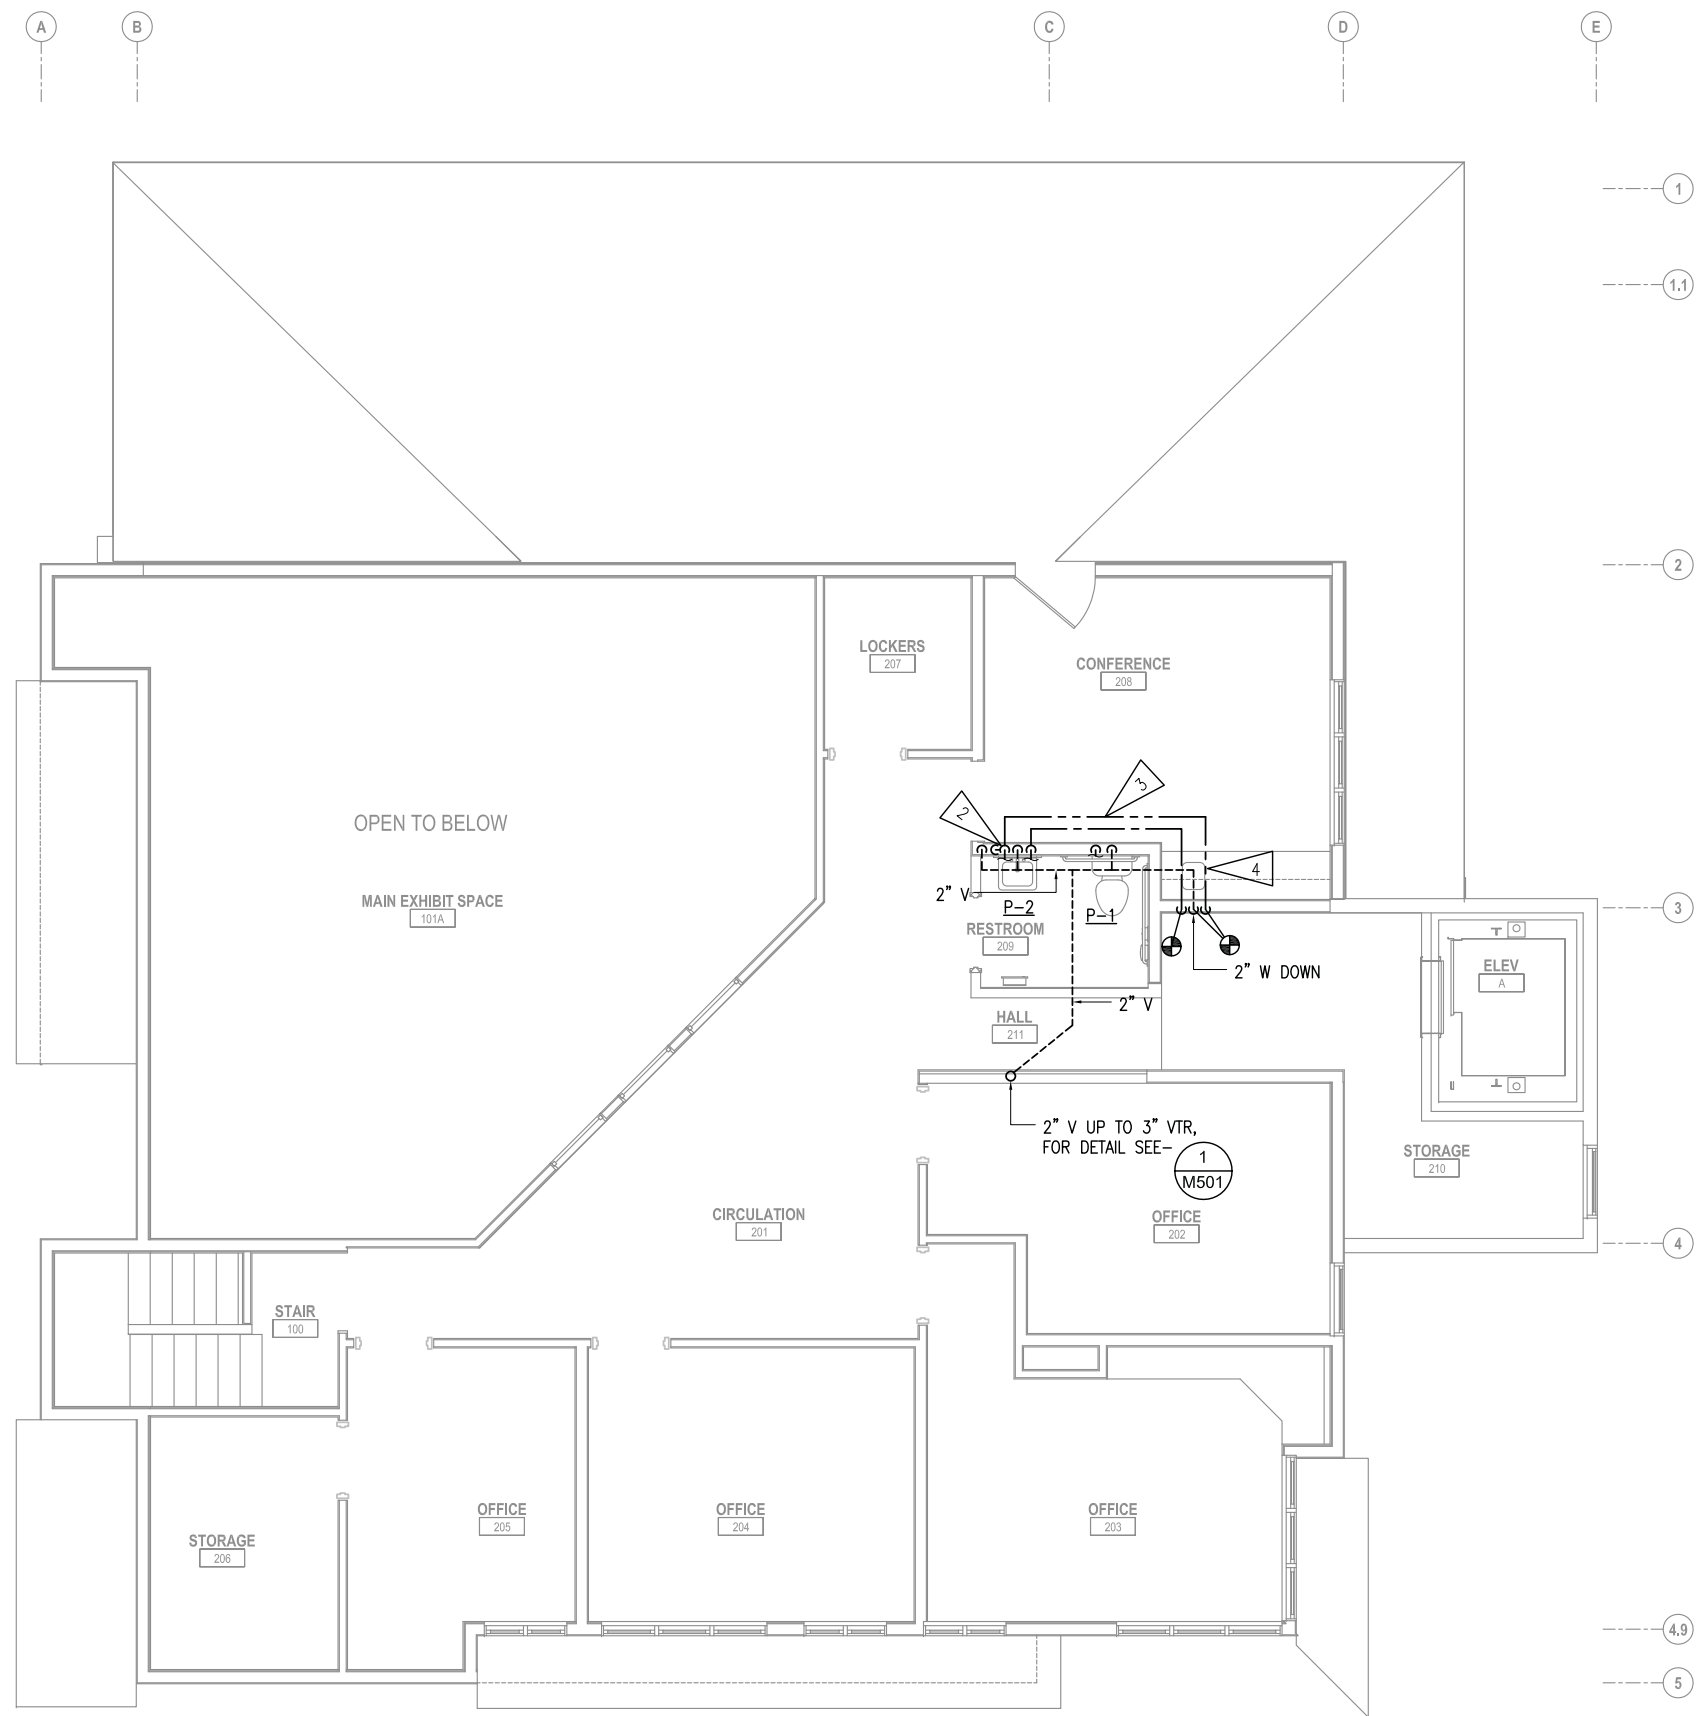 A
B
C
D
E
1
1.1
2
LOCKERS
207
CONFERENCE
208
3
2
OPEN TO BELOW
4
2" V
P-2
P-1
MAIN EXHIBIT SPACE
101A
3
RESTROOM
209
2" W DOWN
ELEV
A
2" V
HALL
211
2" V UP TO 3" VTR,
FOR DETAIL SEE-
1
M501
STORAGE
210
CIRCULATION
201
OFFICE
202
4
STAIR
100
OFFICE
205
OFFICE
204
OFFICE
203
STORAGE
206
4.9
5